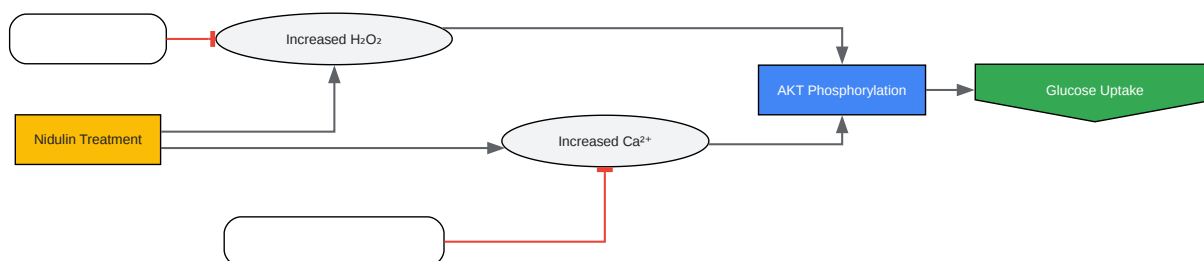 Increased H₂O₂
AKT Phosphorylation
Glucose Uptake
Nidulin Treatment
Increased Ca²⁺